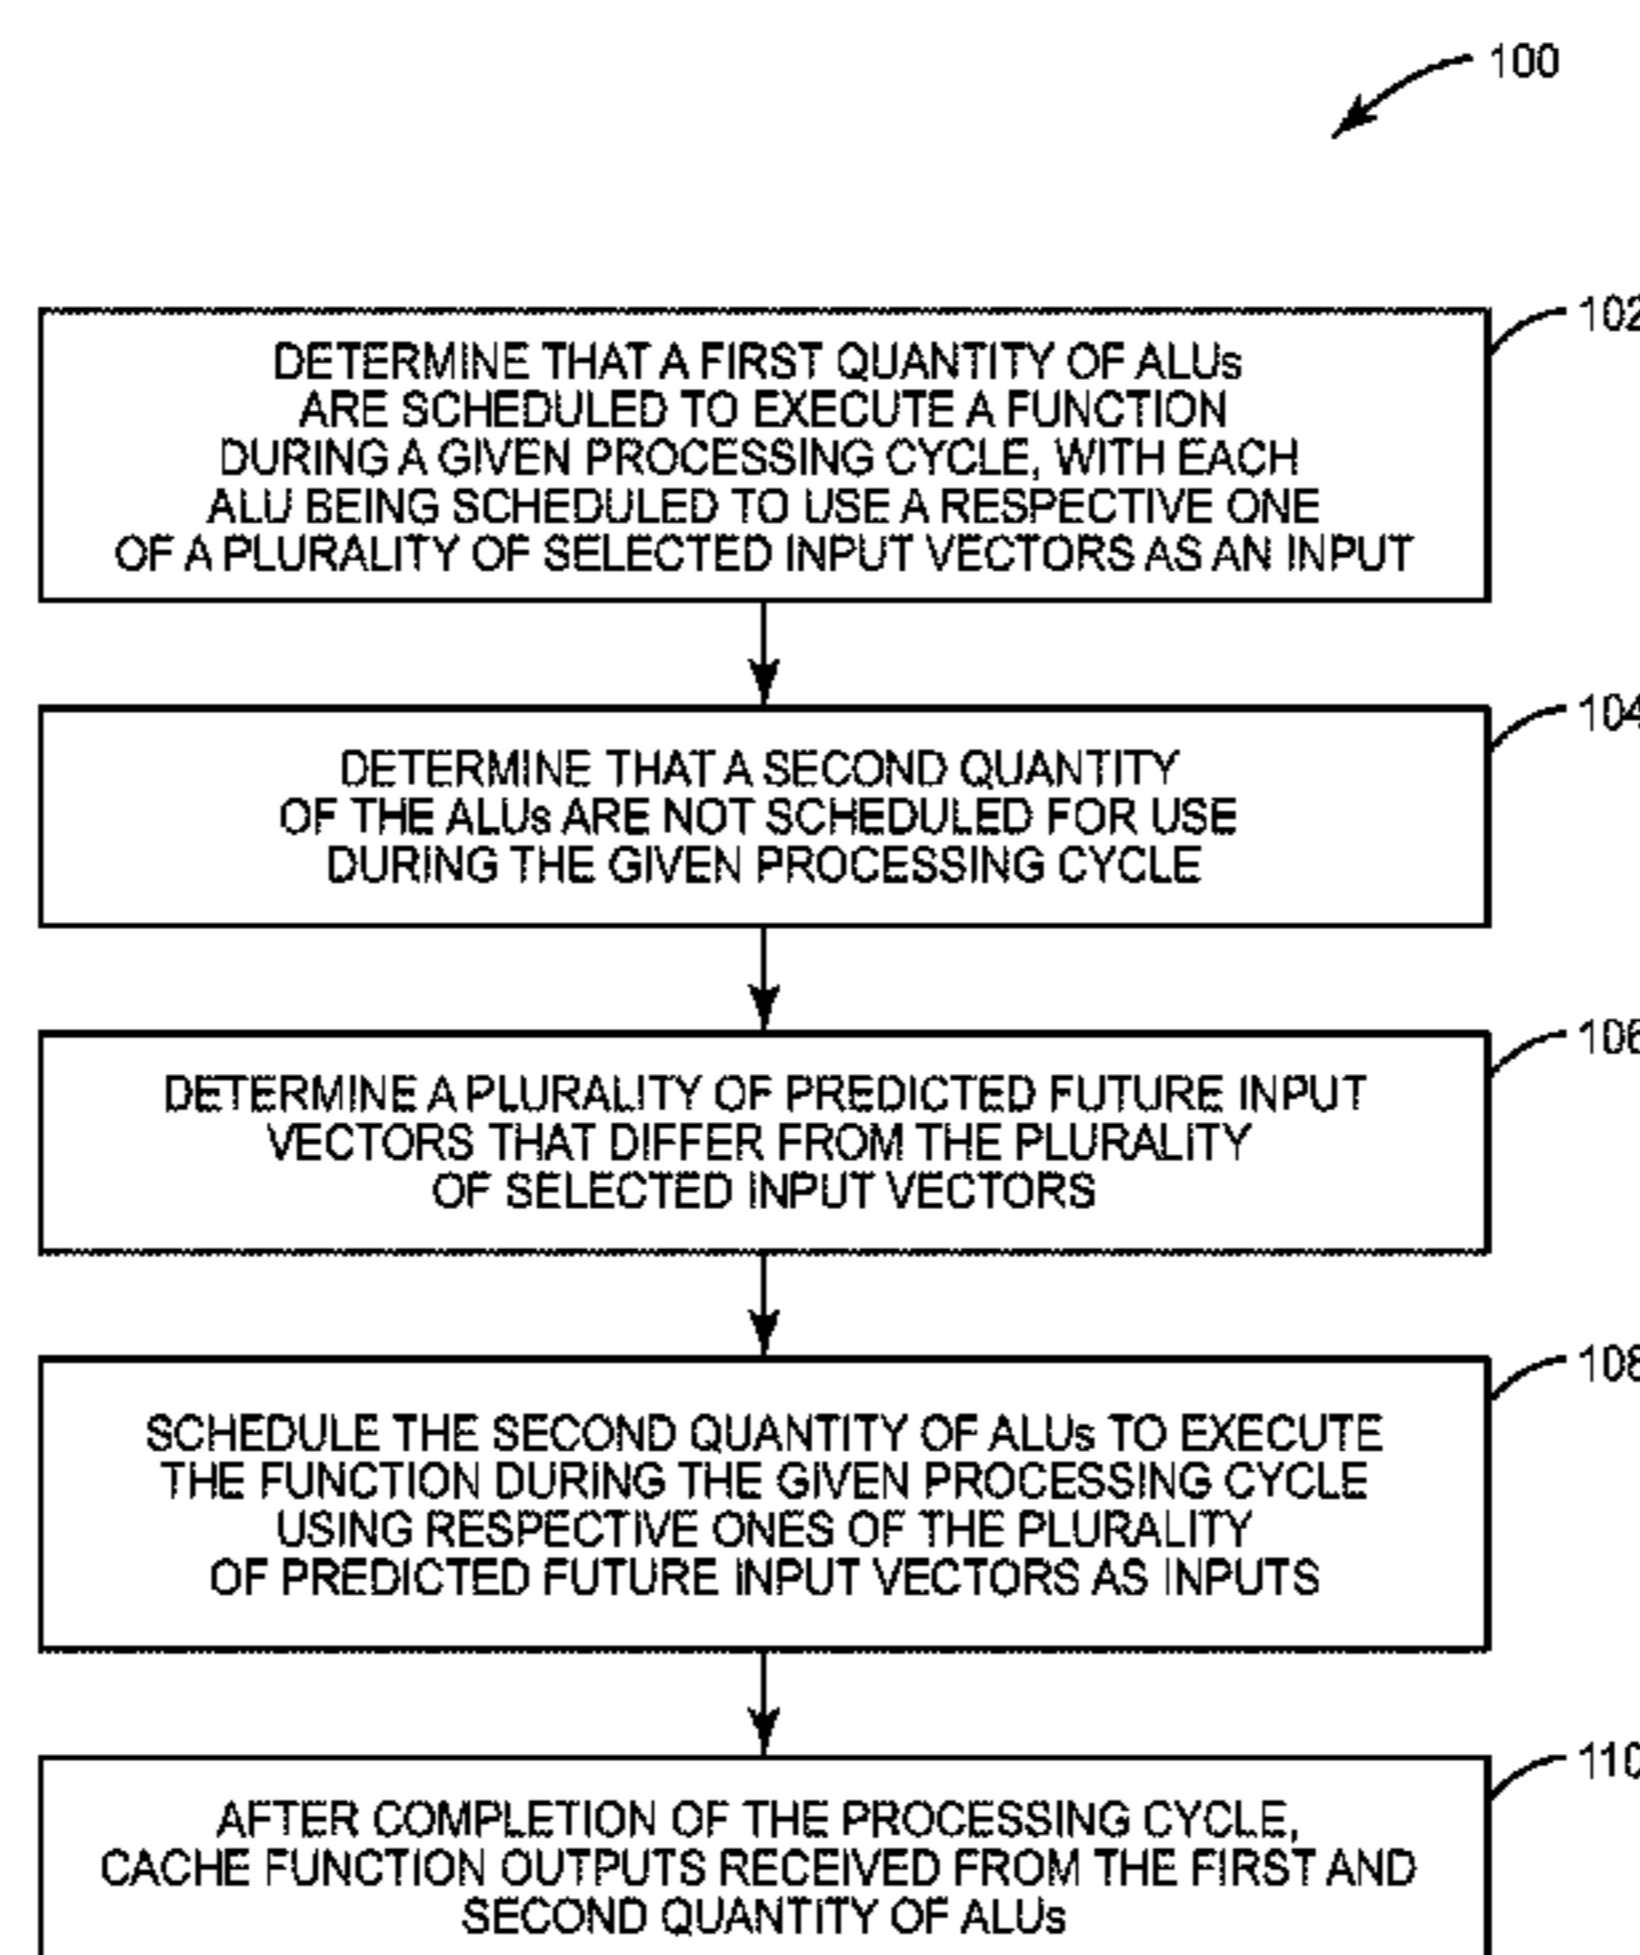 100
102
DETERMINE THAT A FIRST QUANTITY OF ALUs
ARE SCHEDULED TO EXECUTE A FUNCTION
DURING A GIVEN PROCESSING CYCLE, WITH EACH
ALU BEING SCHEDULED TO USE A RESPECTIVE ONE
OF A PLURALITY OF SELECTED INPUT VECTORS AS AN INPUT
104
DETERMINE THAT A SECOND QUANTITY
OF THE ALUs ARE NOT SCHEDULED FOR USE
DURING THE GIVEN PROCESSING CYCLE
106
DETERMINE A PLURALITY OF PREDICTED FUTURE INPUT
VECTORS THAT DIFFER FROM THE PLURALITY
OF SELECTED INPUT VECTORS
108
SCHEDULE THE SECOND QUANTITY OF ALUs TO EXECUTE
THE FUNCTION DURING THE GIVEN PROCESSING CYCLE
USING RESPECTIVE ONES OF THE PLURALITY
OF PREDICTED FUTURE INPUT VECTORS AS INPUTS
110
AFTER COMPLETION OF THE PROCESSING CYCLE,
CACHE FUNCTION OUTPUTS RECEIVED FROM THE FIRST AND
SECOND QUANTITY OF ALUs